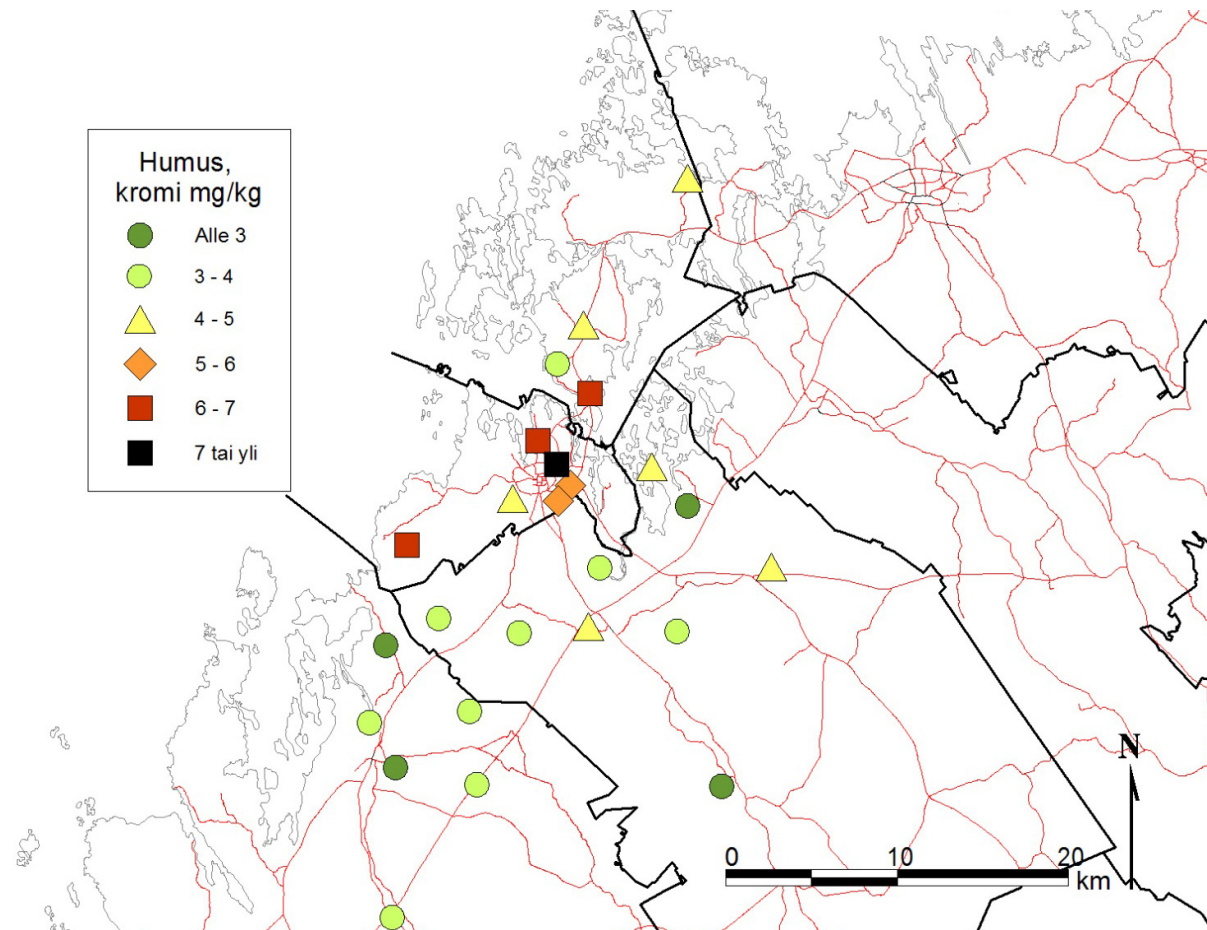 Humus,
kromi mg/kg
Alle 3
3 - 4
4 - 5
5 - 6
6 - 7
7 tai yli
N
0 10 20
km